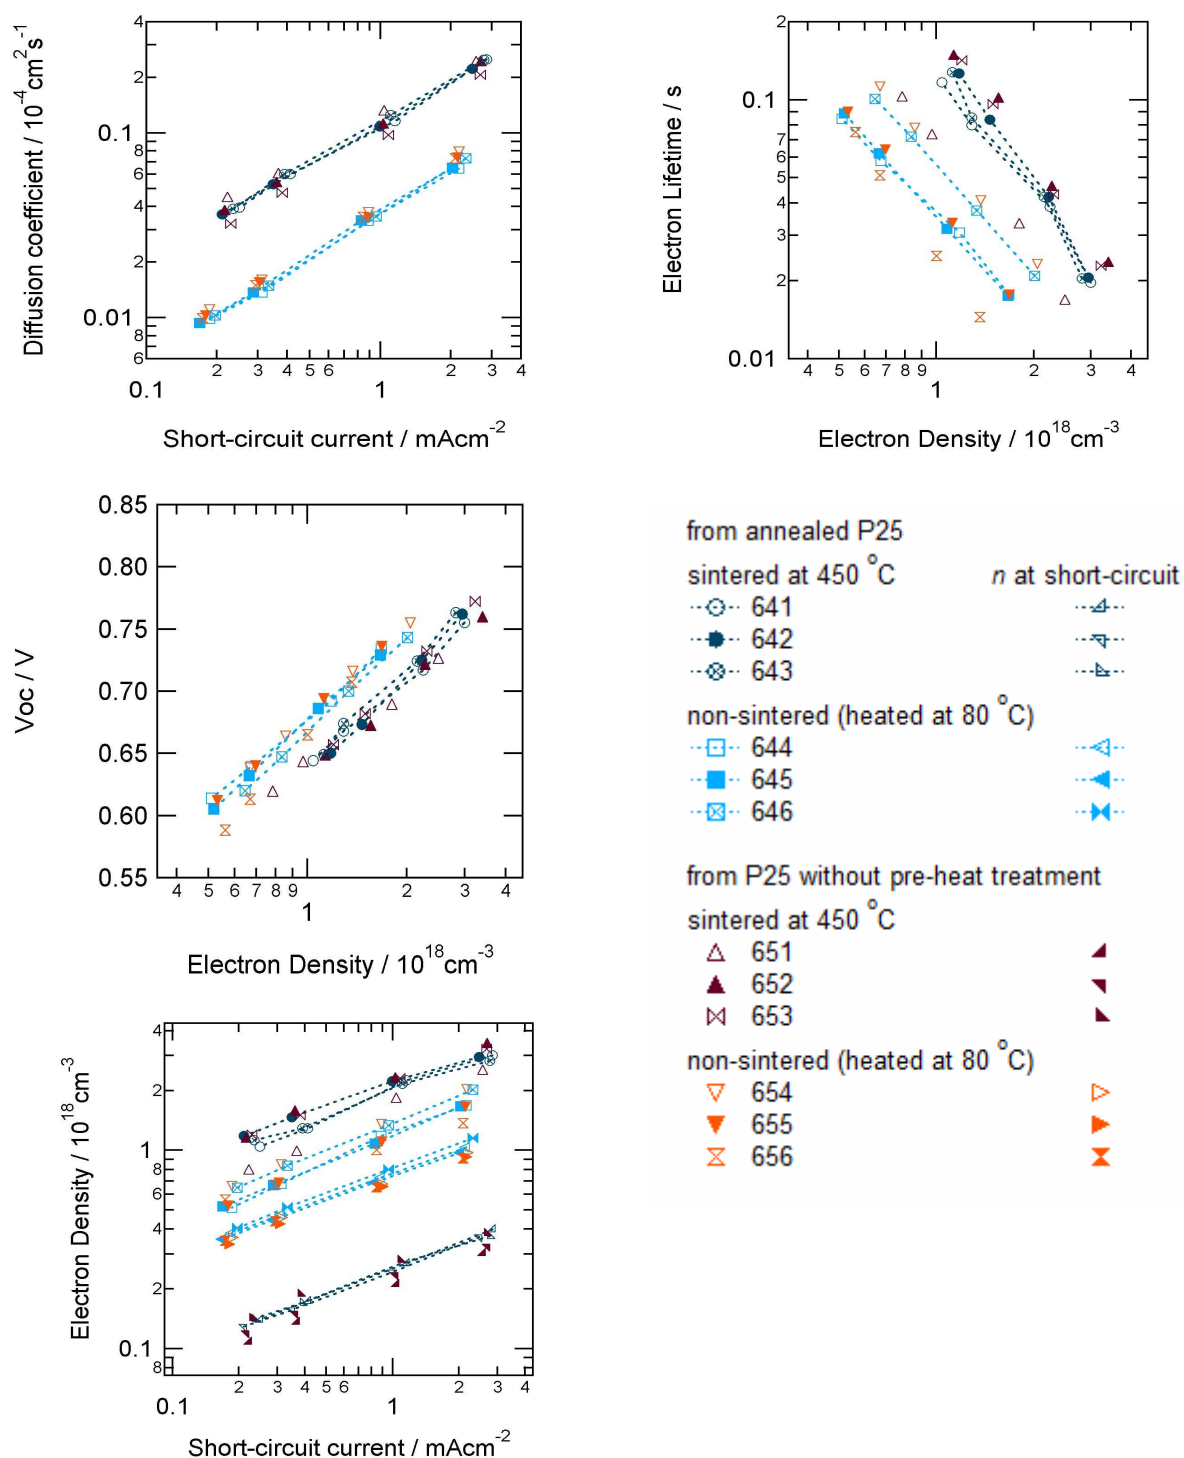 Diffusion coefficient / 10⁻⁴ cm² s⁻¹
4
2
0.1
8
6
4
2
0.01
8
6
2 3 4 5 6 2 3 4
0.1 1
Short-circuit current / mAcm⁻²
Electron Lifetime / s
0.2
0.1
7
6
5
4
3
2
0.01
4 5 6 7 8 9 2 3 4
1
Electron Density / 10¹⁸cm⁻³
Voc / V
0.85
0.80
0.75
0.70
0.65
0.60
0.55
4 5 6 7 8 9 2 3 4
1
Electron Density / 10¹⁸cm⁻³
from annealed P25
sintered at 450 °C n at short-circuit
641
642
643
non-sintered (heated at 80 °C)
644
645
646
from P25 without pre-heat treatment
sintered at 450 °C
651
652
653
non-sintered (heated at 80 °C)
654
655
656
Electron Density / 10¹⁸cm⁻³
4
2
1
8
6
4
2
0.1
8
2 3 4 5 6 2 3 4
0.1 1
Short-circuit current / mAcm⁻²